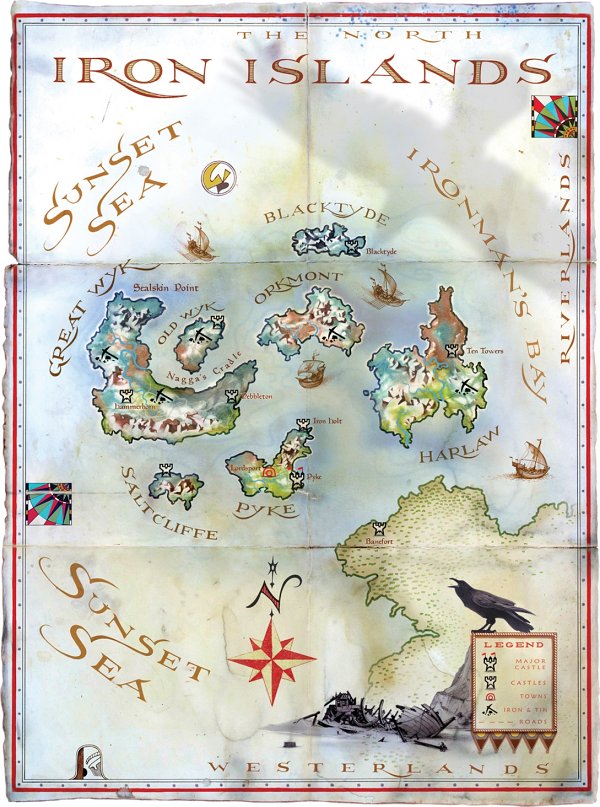 THE NORTH
IRON ISLANDS
SUNSET
SEA
IRONMAN'S BAY
RIVERLANDS
BLACKTYDE
Blacktyde
GREAT WYK
Sealskin Point
OLD WYK
ORKMONT
Nagga's Cradle
Ten Towers
Hammerhorn
Pebbleton
HARLAW
Iron Holt
Lordsport
Pyke
SALTCLIFFE
PYKE
Banefort
SUNSET
SEA
N
LEGEND
MAJOR
CASTLE
CASTLES
TOWNS
IRON & TIN
ROADS
WESTERLANDS